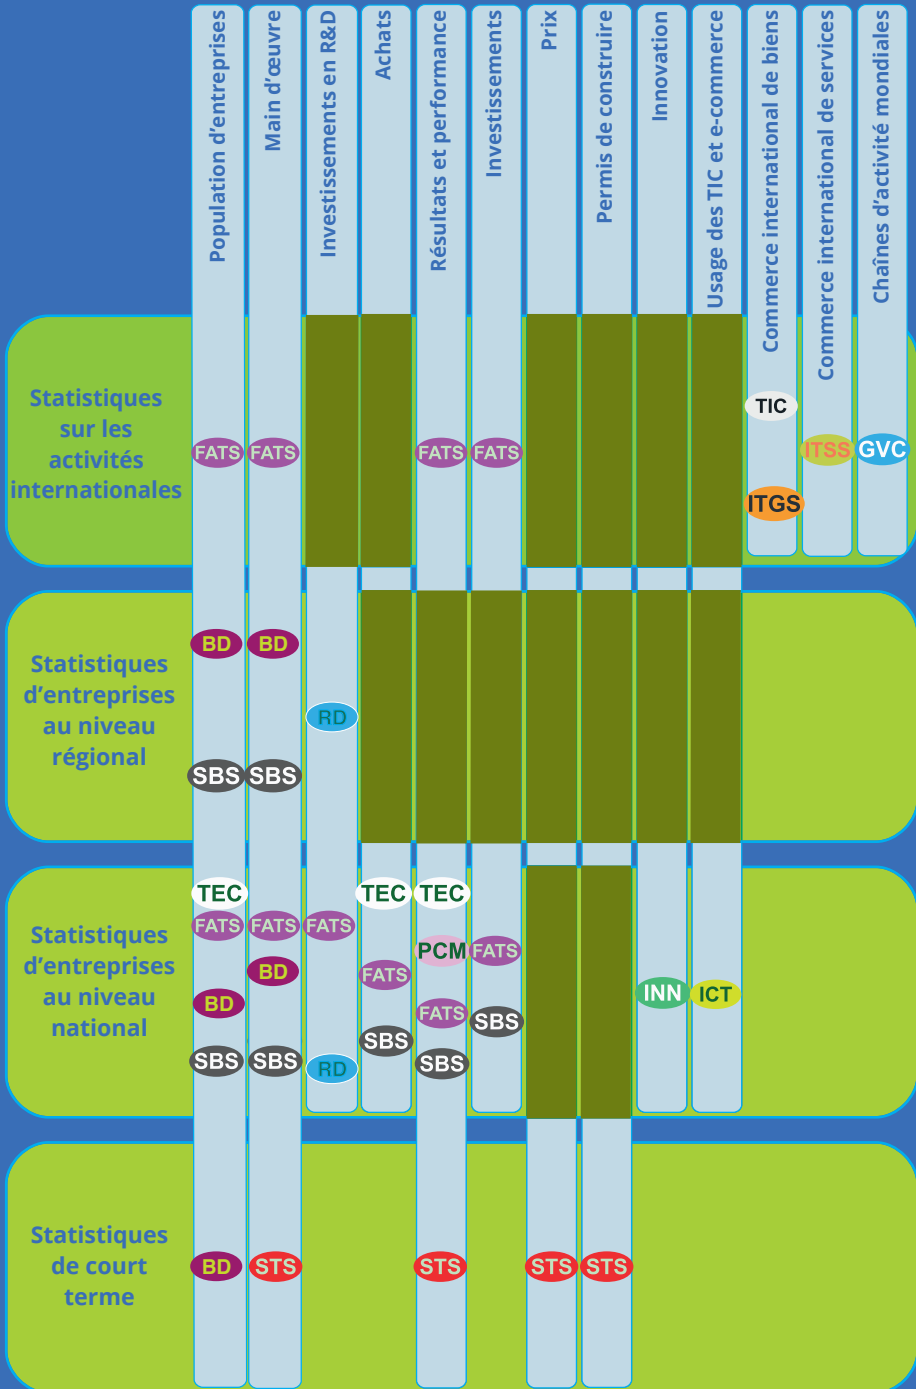 Population d'entreprises
Main d'œuvre
Investissements en R&D
Achats
Résultats et performance
Investissements
Prix
Permis de construire
Innovation
Usage des TIC et e-commerce
Commerce international de biens
Commerce international de services
Chaînes d'activité mondiales
Statistiques
sur les
activités
internationales
TIC
FATS FATS FATS FATS ITSS GVC
ITGS
Statistiques
d'entreprises
au niveau
régional
BD BD
RD
SBS SBS
Statistiques
d'entreprises
au niveau
national
TEC TEC TEC
FATS FATS FATS
PCM FATS
BD FATS
BD INN ICT
FATS SBS
SBS
SBS SBS RD SBS
Statistiques
de court
terme
BD STS STS STS STS